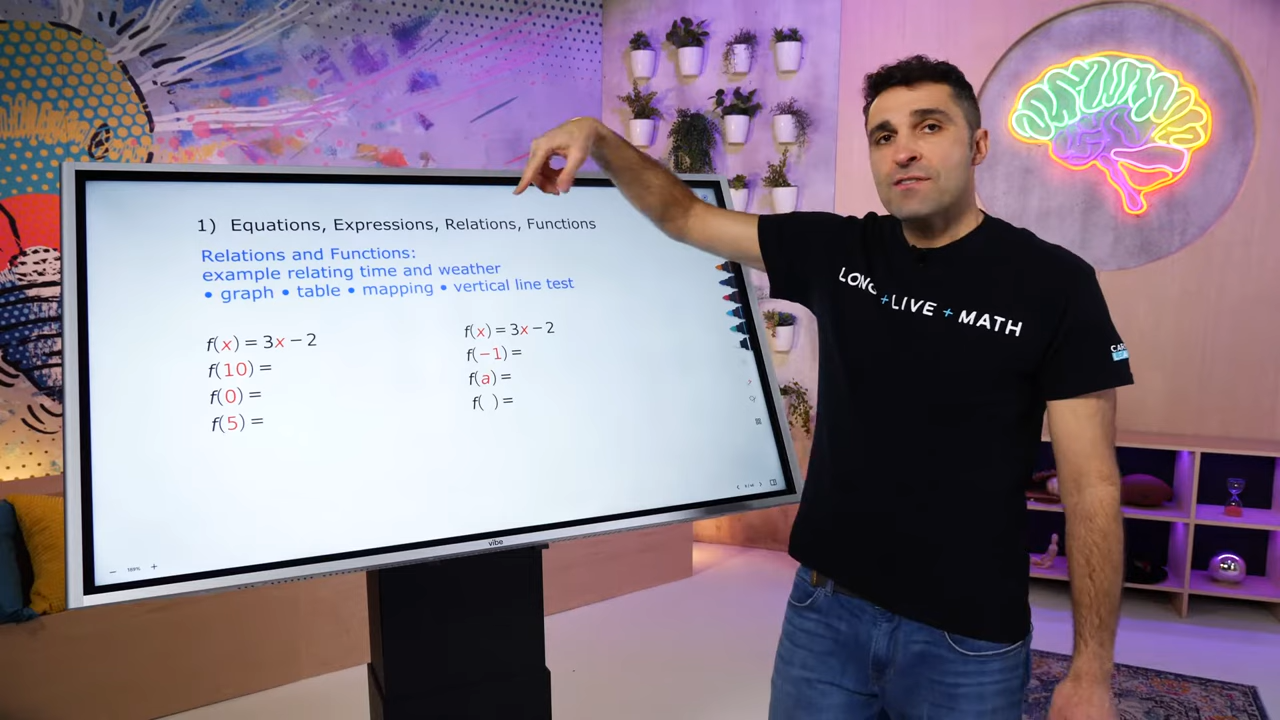 1) Equations, Expressions, Relations, Functions
Relations and Functions:
example relating time and weather
• graph • table • mapping • vertical line test
f(x) = 3x − 2
f(10) =
f(0) =
f(5) =
f(x) = 3x − 2
f(−1) =
f(a) =
f( ) =
vibe
LONG + LIVE + MATH